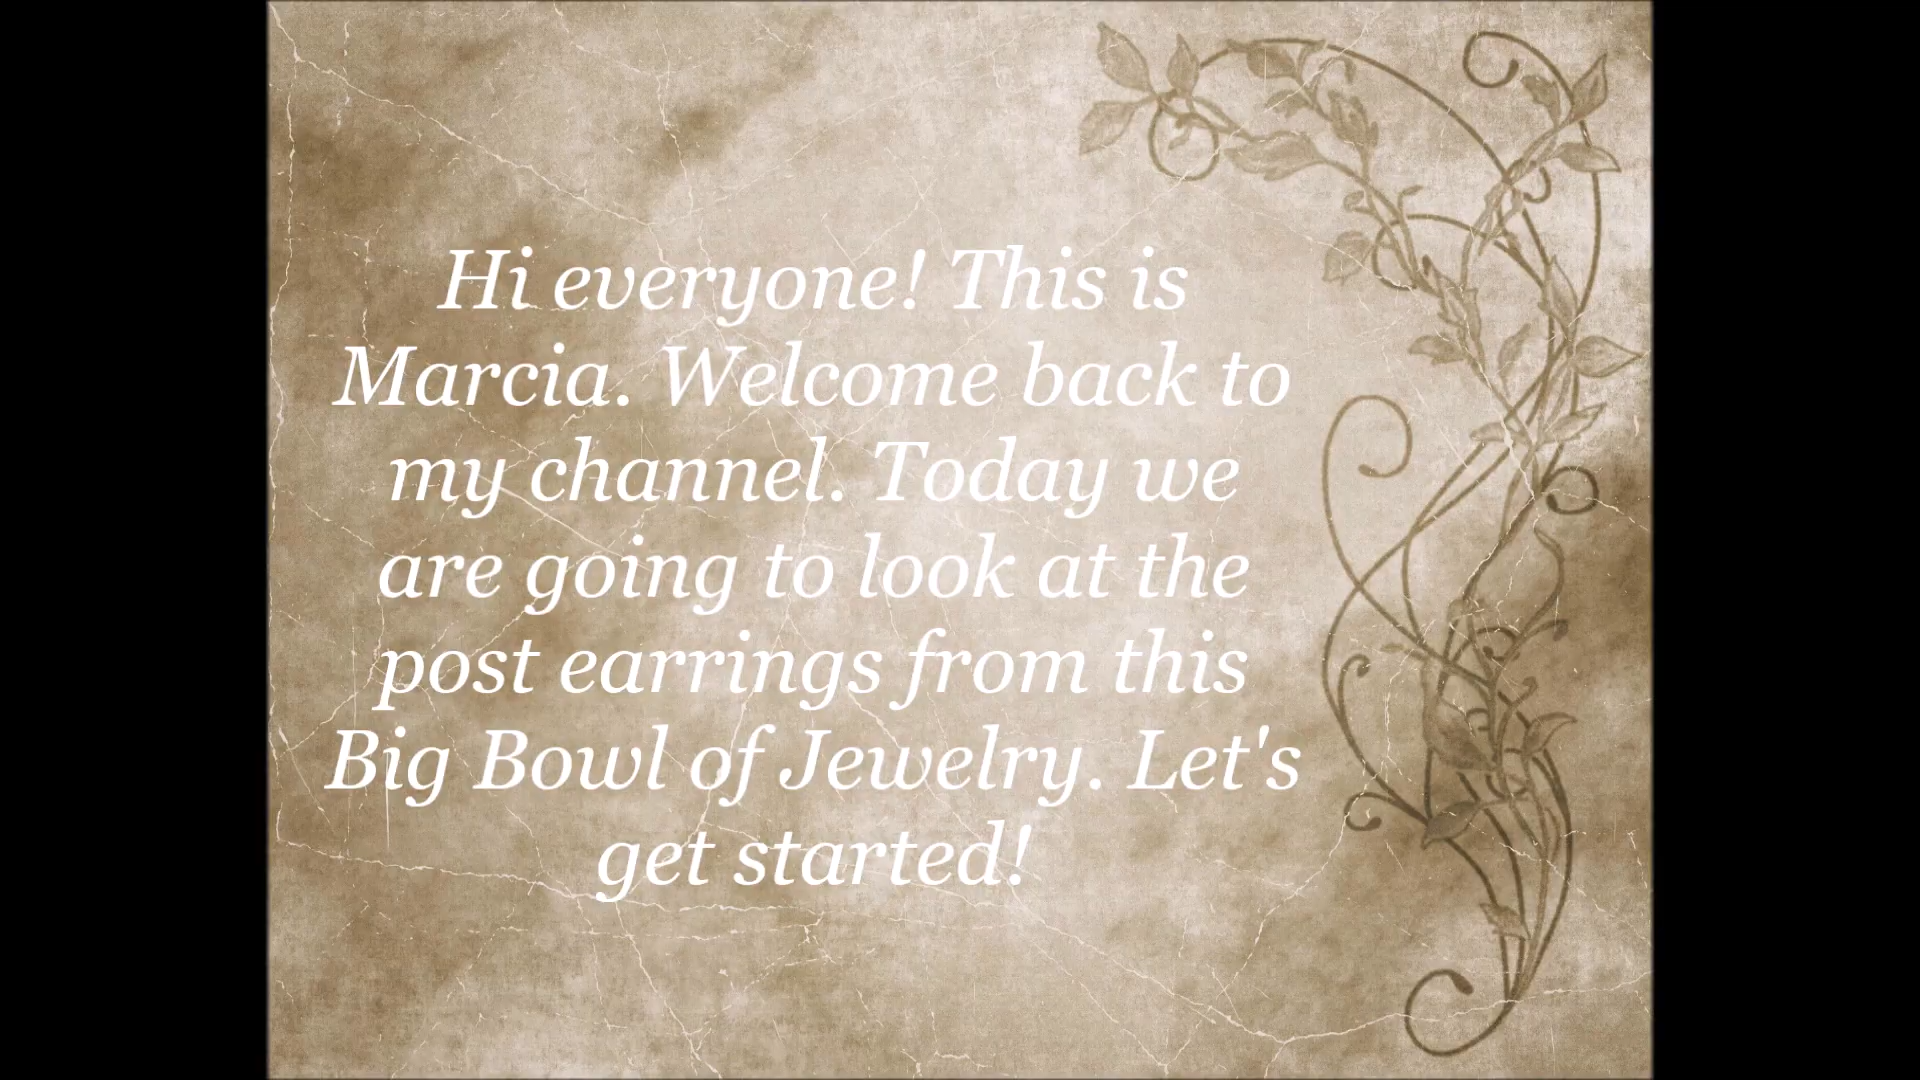 Hi everyone! This is
Marcia. Welcome back to
my channel. Today we
are going to look at the
post earrings from this
Big Bowl of Jewelry. Let's
get started!